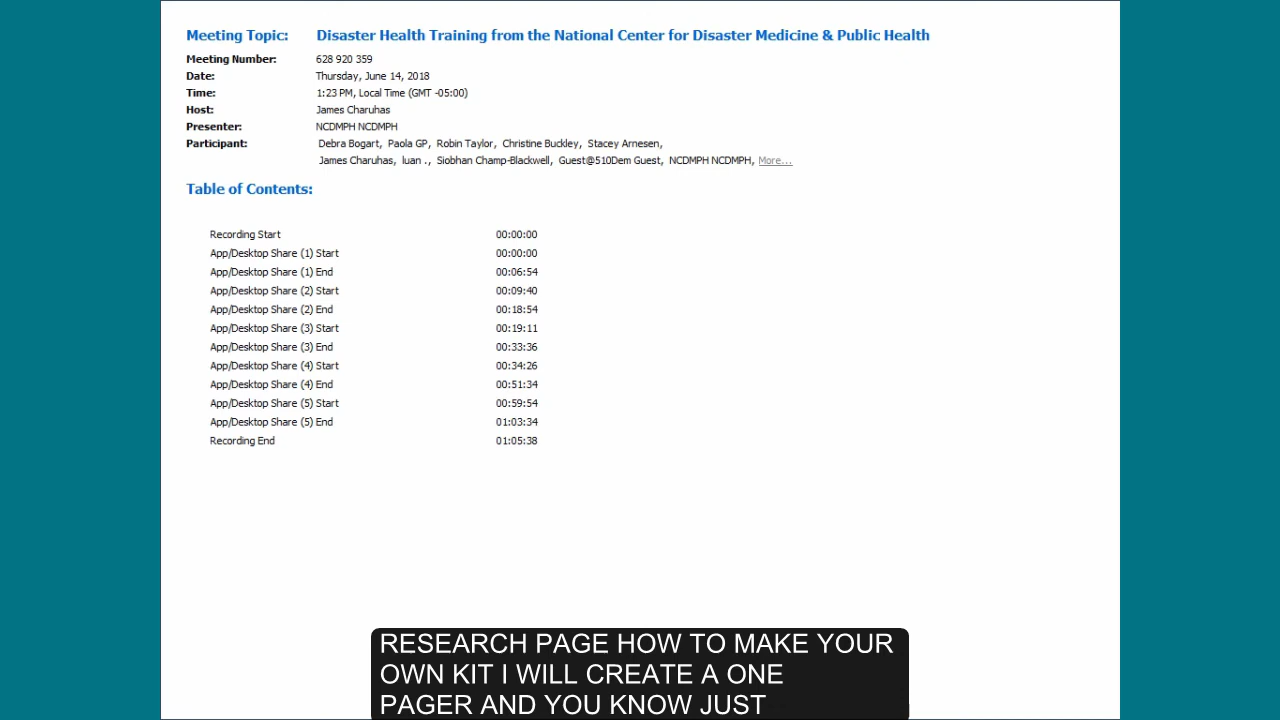 Meeting Topic: Disaster Health Training from the National Center for Disaster Medicine & Public Health
Meeting Number: 628 920 359
Date: Thursday, June 14, 2018
Time: 1:23 PM, Local Time (GMT -05:00)
Host: James Charuhas
Presenter: NCDMPH NCDMPH
Participant: Debra Bogart, Paola GP, Robin Taylor, Christine Buckley, Stacey Arnesen,
James Charuhas, luan ., Siobhan Champ-Blackwell, Guest@510Dem Guest, NCDMPH NCDMPH, More...
Table of Contents:
Recording Start 00:00:00
App/Desktop Share (1) Start 00:00:00
App/Desktop Share (1) End 00:06:54
App/Desktop Share (2) Start 00:09:40
App/Desktop Share (2) End 00:18:54
App/Desktop Share (3) Start 00:19:11
App/Desktop Share (3) End 00:33:36
App/Desktop Share (4) Start 00:34:26
App/Desktop Share (4) End 00:51:34
App/Desktop Share (5) Start 00:59:54
App/Desktop Share (5) End 01:03:34
Recording End 01:05:38
RESEARCH PAGE HOW TO MAKE YOUR
OWN KIT I WILL CREATE A ONE
PAGER AND YOU KNOW JUST